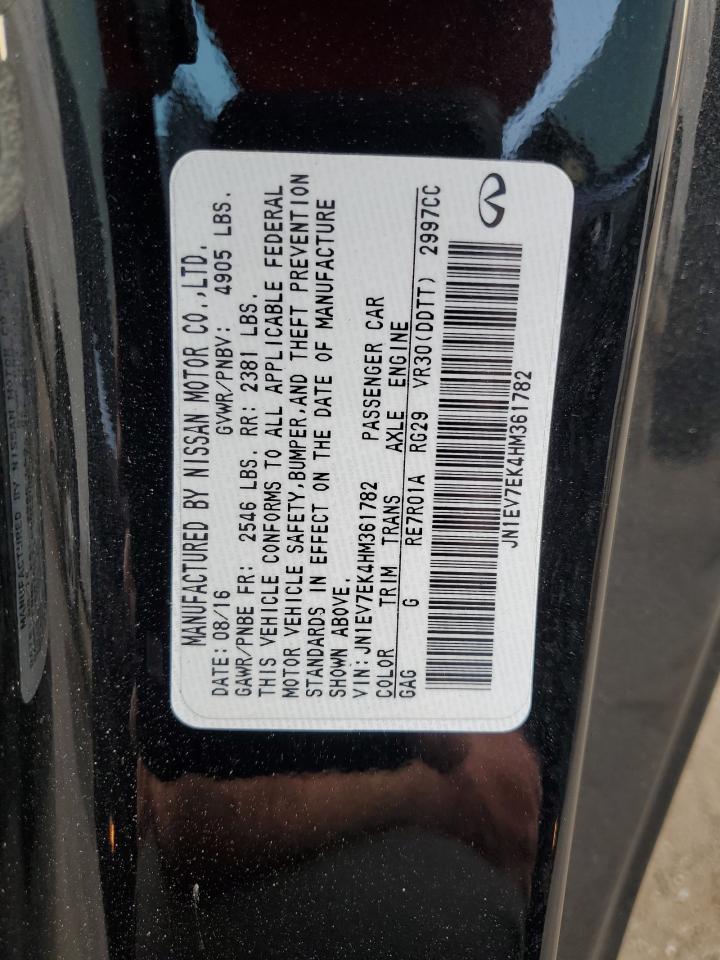 MANUFACTURED BY NISSAN MOTOR CO.,LTD.
DATE: 08/16 GVWR/PNBV: 4905 LBS.
GAWR/PNBE FR: 2546 LBS. RR: 2381 LBS.
THIS VEHICLE CONFORMS TO ALL APPLICABLE FEDERAL
MOTOR VEHICLE SAFETY,BUMPER,AND THEFT PREVENTION
STANDARDS IN EFFECT ON THE DATE OF MANUFACTURE
SHOWN ABOVE.
VIN: JN1EV7EK4HM361782 PASSENGER CAR
COLOR TRIM TRANS AXLE ENGINE
GAG G RE7R01A RG29 VR30(DDTT) 2997CC
JN1EV7EK4HM361782